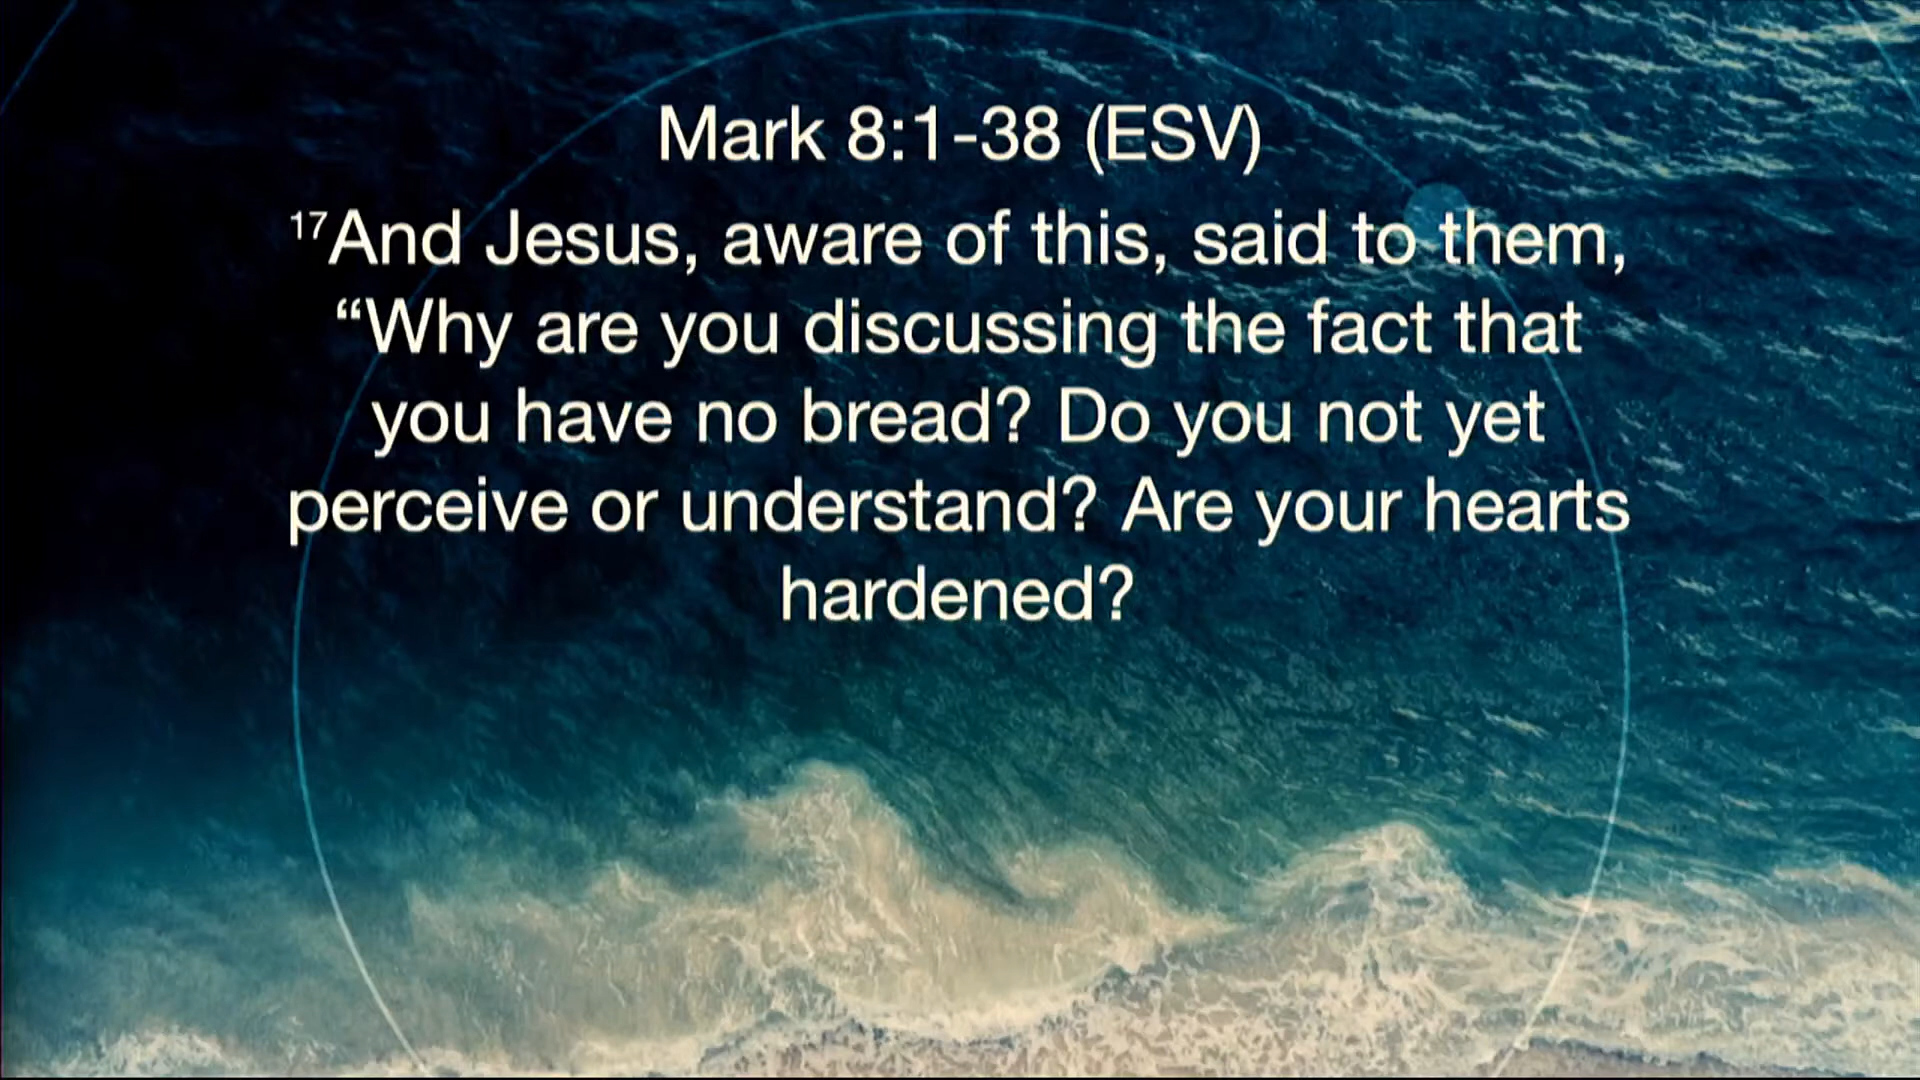 Mark 8:1-38 (ESV)
17And Jesus, aware of this, said to them,
“Why are you discussing the fact that
you have no bread? Do you not yet
perceive or understand? Are your hearts
hardened?